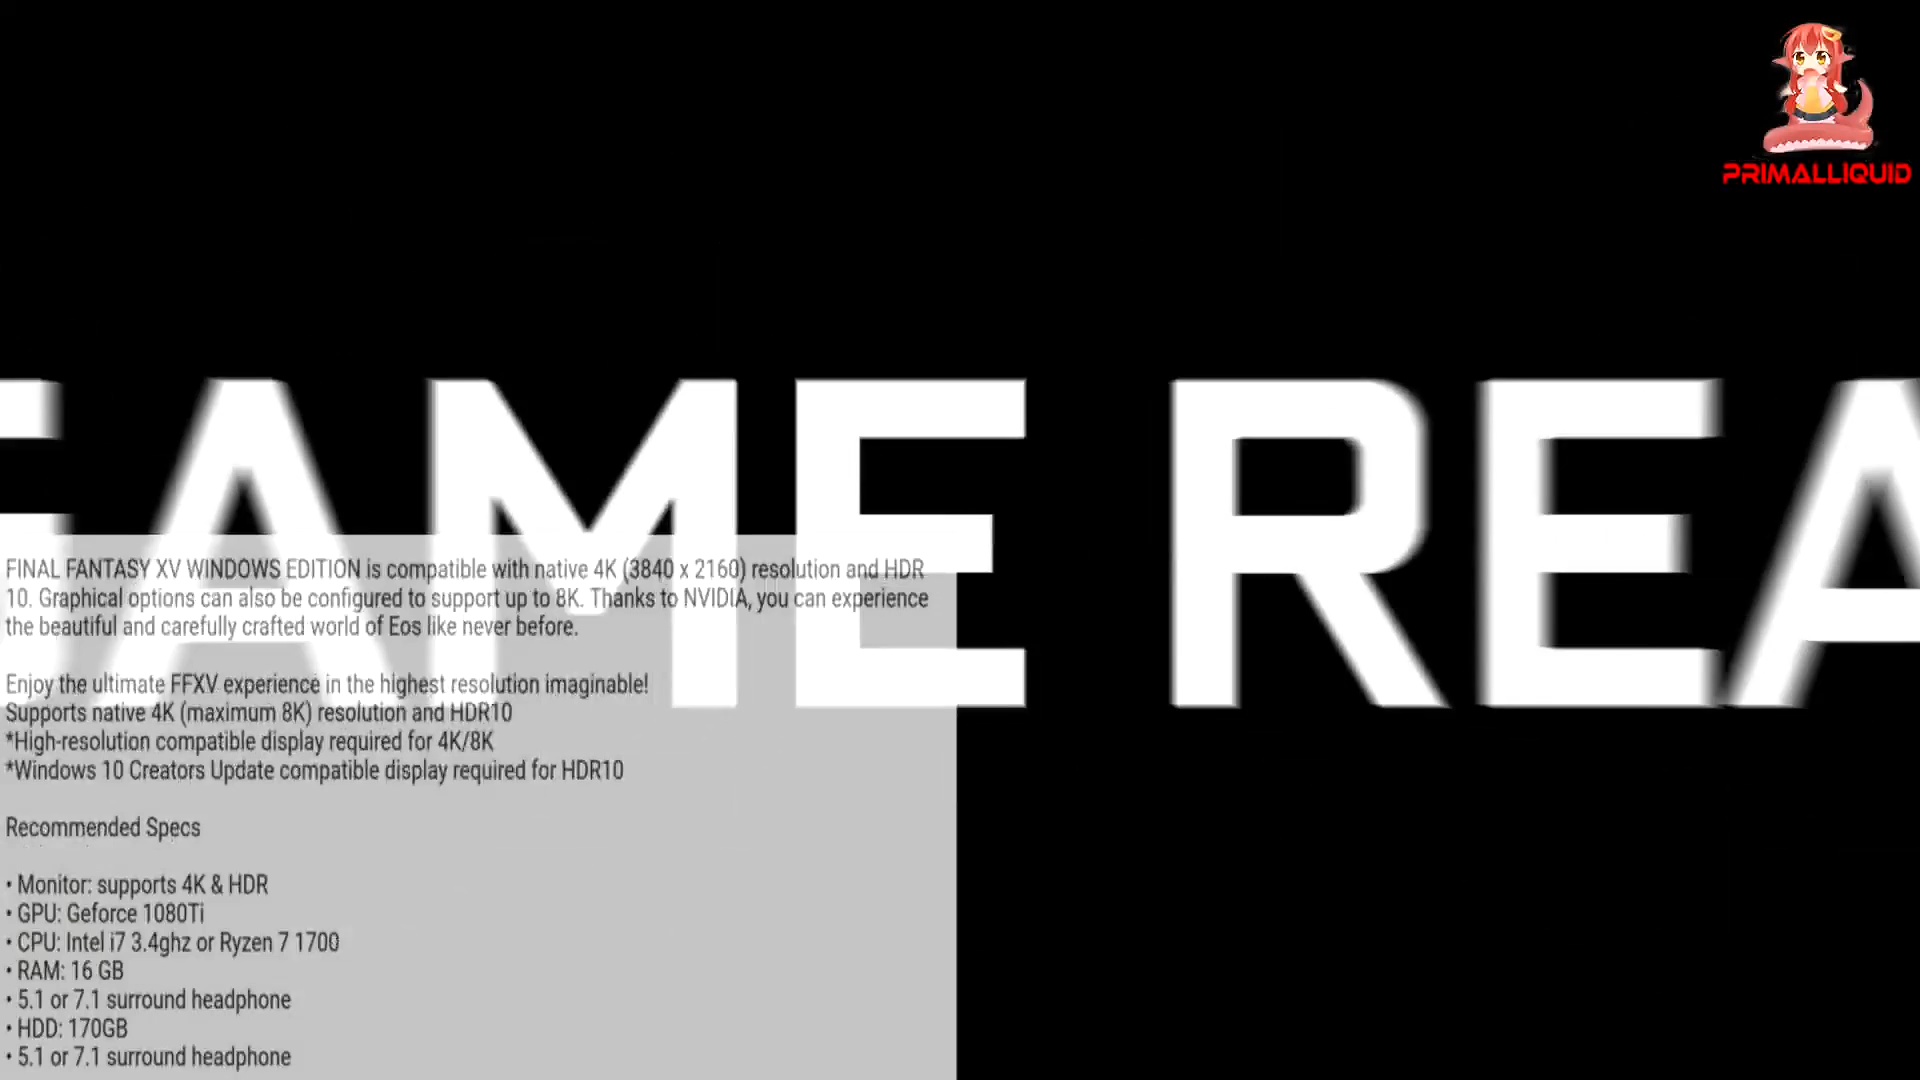 PRIMALLIQUID
GAME REA
FINAL FANTASY XV WINDOWS EDITION is compatible with native 4K (3840 x 2160) resolution and HDR
10. Graphical options can also be configured to support up to 8K. Thanks to NVIDIA, you can experience
the beautiful and carefully crafted world of Eos like never before.
Enjoy the ultimate FFXV experience in the highest resolution imaginable!
Supports native 4K (maximum 8K) resolution and HDR10
*High-resolution compatible display required for 4K/8K
*Windows 10 Creators Update compatible display required for HDR10
Recommended Specs
• Monitor: supports 4K & HDR
• GPU: Geforce 1080Ti
• CPU: Intel i7 3.4ghz or Ryzen 7 1700
• RAM: 16 GB
• 5.1 or 7.1 surround headphone
• HDD: 170GB
• 5.1 or 7.1 surround headphone